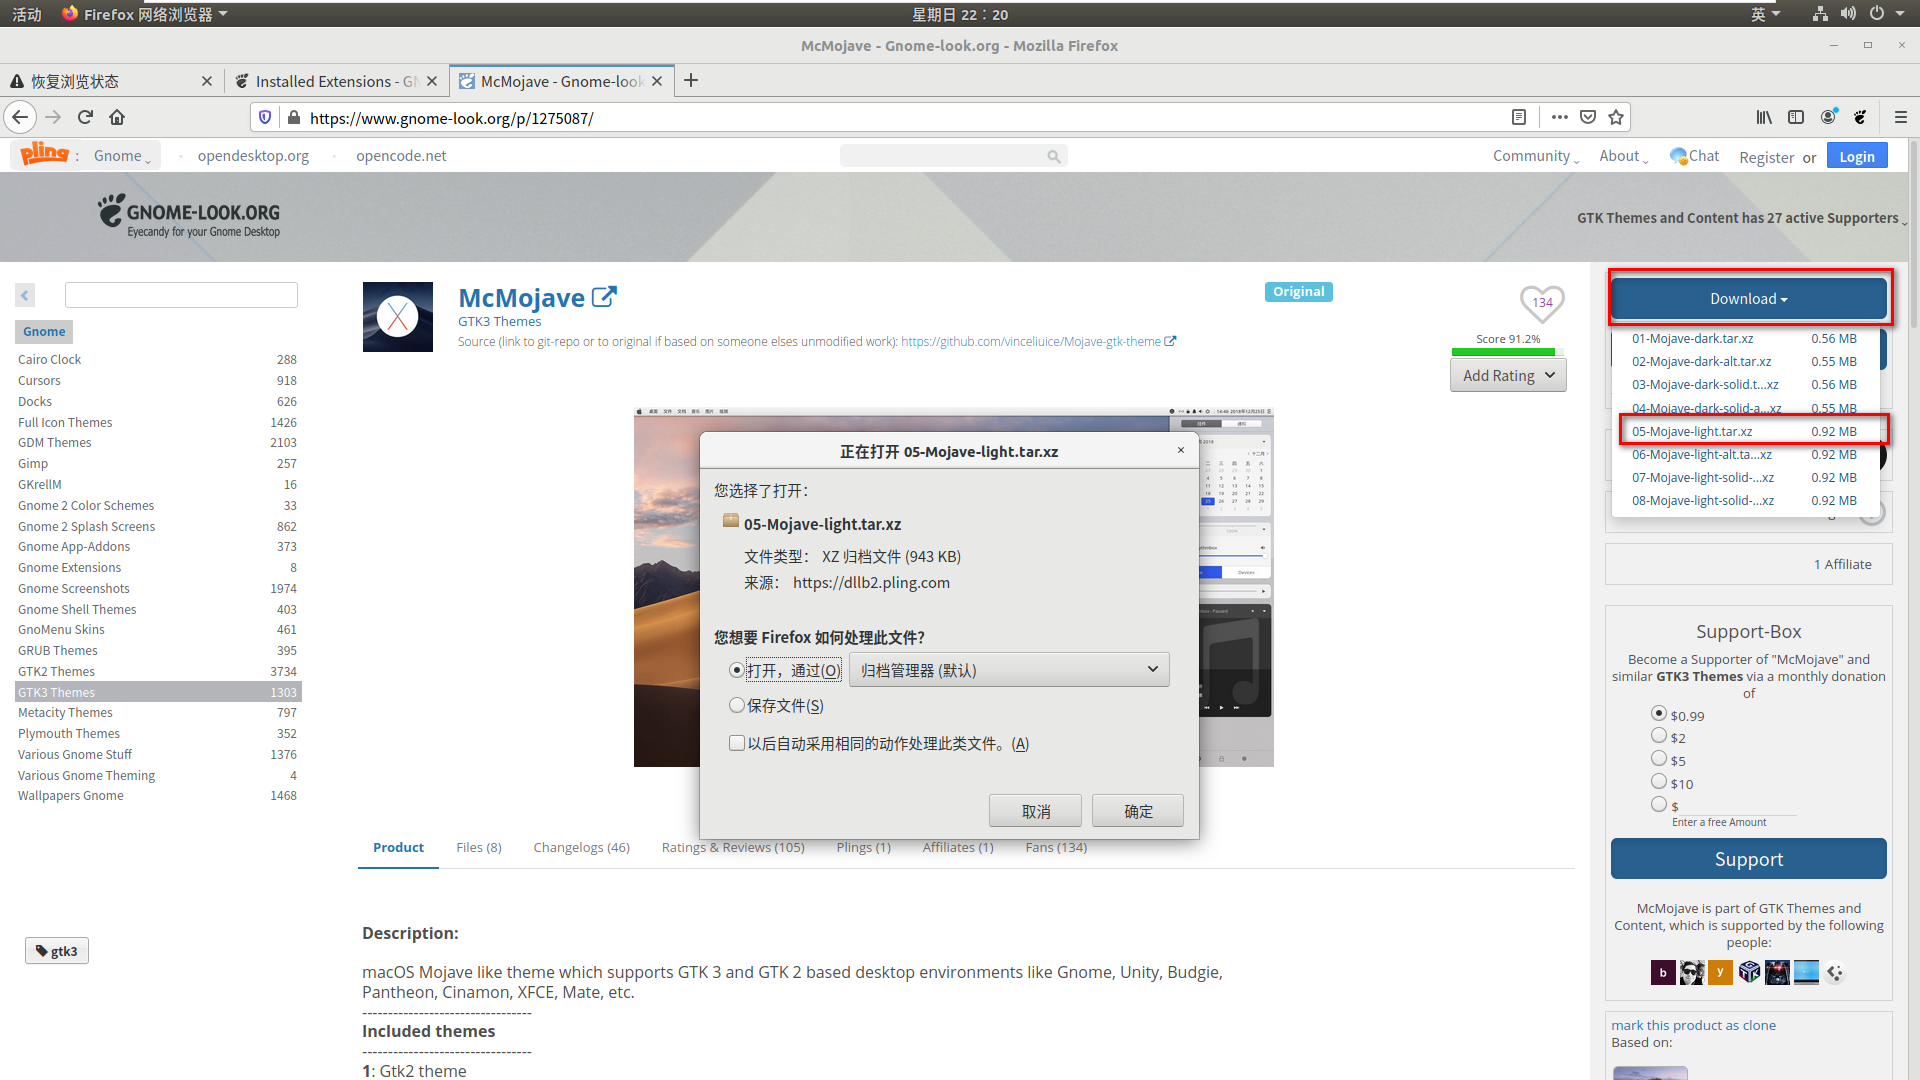 活动 Firefox 网络浏览器 星期日 22：20 英
McMojave - Gnome-look.org - Mozilla Firefox
恢复浏览状态 Installed Extensions - GN McMojave - Gnome-look
https://www.gnome-look.org/p/1275087/
pling : Gnome opendesktop.org opencode.net Community About Chat Register or Login
GNOME-LOOK.ORG
Eyecandy for your Gnome Desktop
GTK Themes and Content has 27 active Supporters
Gnome
Cairo Clock 288
Cursors 918
Docks 626
Full Icon Themes 1426
GDM Themes 2103
Gimp 257
GKrellM 16
Gnome 2 Color Schemes 33
Gnome 2 Splash Screens 862
Gnome App-Addons 373
Gnome Extensions 8
Gnome Screenshots 1974
Gnome Shell Themes 403
GnoMenu Skins 461
GRUB Themes 395
GTK2 Themes 3734
GTK3 Themes 1303
Metacity Themes 797
Plymouth Themes 352
Various Gnome Stuff 1376
Various Gnome Theming 4
Wallpapers Gnome 1468
gtk3
McMojave
GTK3 Themes
Source (link to git-repo or to original if based on someone elses unmodified work): https://github.com/vinceliuice/Mojave-gtk-theme
Original
134
Score 91.2%
Add Rating
正在打开 05-Mojave-light.tar.xz
您选择了打开：
05-Mojave-light.tar.xz
文件类型： XZ 归档文件 (943 KB)
来源： https://dllb2.pling.com
您想要 Firefox 如何处理此文件？
打开，通过(O) 归档管理器 (默认)
保存文件(S)
以后自动采用相同的动作处理此类文件。(A)
取消 确定
Product Files (8) Changelogs (46) Ratings & Reviews (105) Plings (1) Affiliates (1) Fans (134)
Description:
macOS Mojave like theme which supports GTK 3 and GTK 2 based desktop environments like Gnome, Unity, Budgie,
Pantheon, Cinamon, XFCE, Mate, etc.
---------------------------------
Included themes
---------------------------------
1: Gtk2 theme
Download
01-Mojave-dark.tar.xz 0.56 MB
02-Mojave-dark-alt.tar.xz 0.55 MB
03-Mojave-dark-solid.t...xz 0.56 MB
04-Mojave-dark-solid-a...xz 0.55 MB
05-Mojave-light.tar.xz 0.92 MB
06-Mojave-light-alt.ta...xz 0.92 MB
07-Mojave-light-solid-...xz 0.92 MB
08-Mojave-light-solid-...xz 0.92 MB
1 Affiliate
Support-Box
Become a Supporter of "McMojave" and
similar GTK3 Themes via a monthly donation
of
$0.99
$2
$5
$10
$
Enter a free Amount
Support
McMojave is part of GTK Themes and
Content, which is supported by the following
people:
b y
mark this product as clone
Based on: